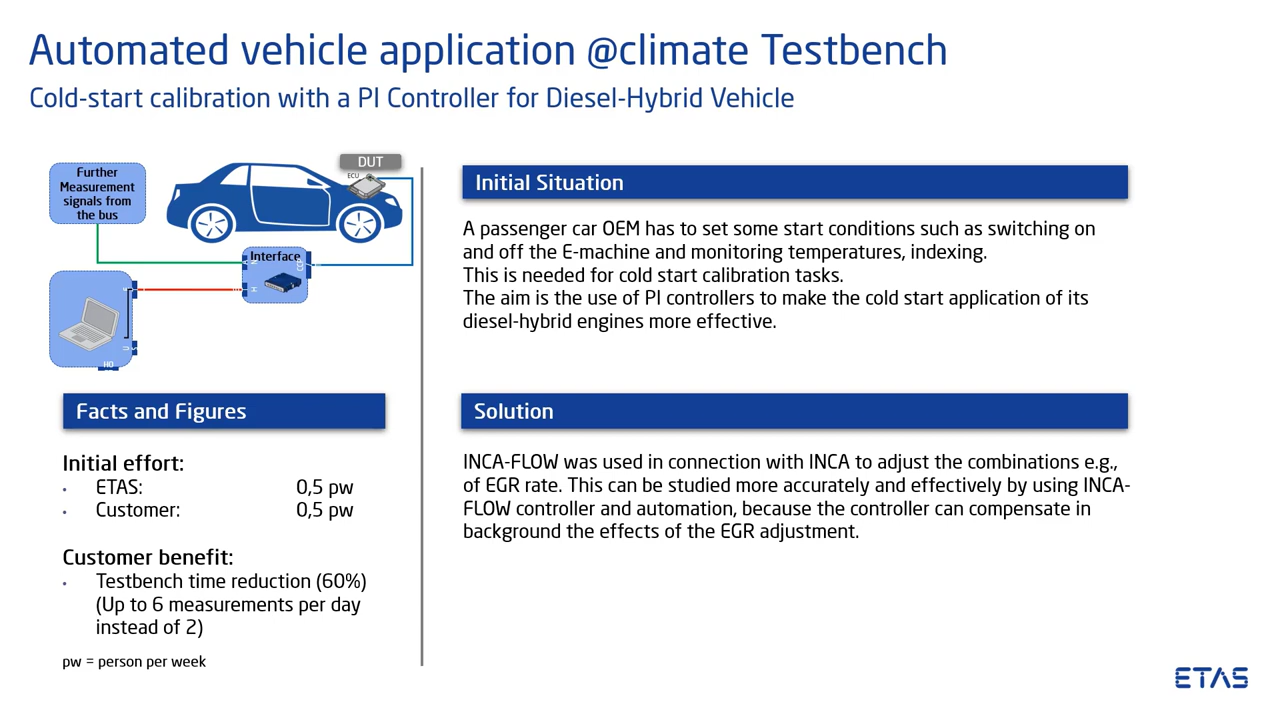 Automated vehicle application @climate Testbench
Cold-start calibration with a PI Controller for Diesel-Hybrid Vehicle
Further
Measurement
signals from
the bus
DUT
ECU
Interface
HO
Facts and Figures
Initial effort:
• ETAS: 0,5 pw
• Customer: 0,5 pw
Customer benefit:
• Testbench time reduction (60%)
(Up to 6 measurements per day
instead of 2)
pw = person per week
Initial Situation
A passenger car OEM has to set some start conditions such as switching on
and off the E-machine and monitoring temperatures, indexing.
This is needed for cold start calibration tasks.
The aim is the use of PI controllers to make the cold start application of its
diesel-hybrid engines more effective.
Solution
INCA-FLOW was used in connection with INCA to adjust the combinations e.g.,
of EGR rate. This can be studied more accurately and effectively by using INCA-
FLOW controller and automation, because the controller can compensate in
background the effects of the EGR adjustment.
ETAS